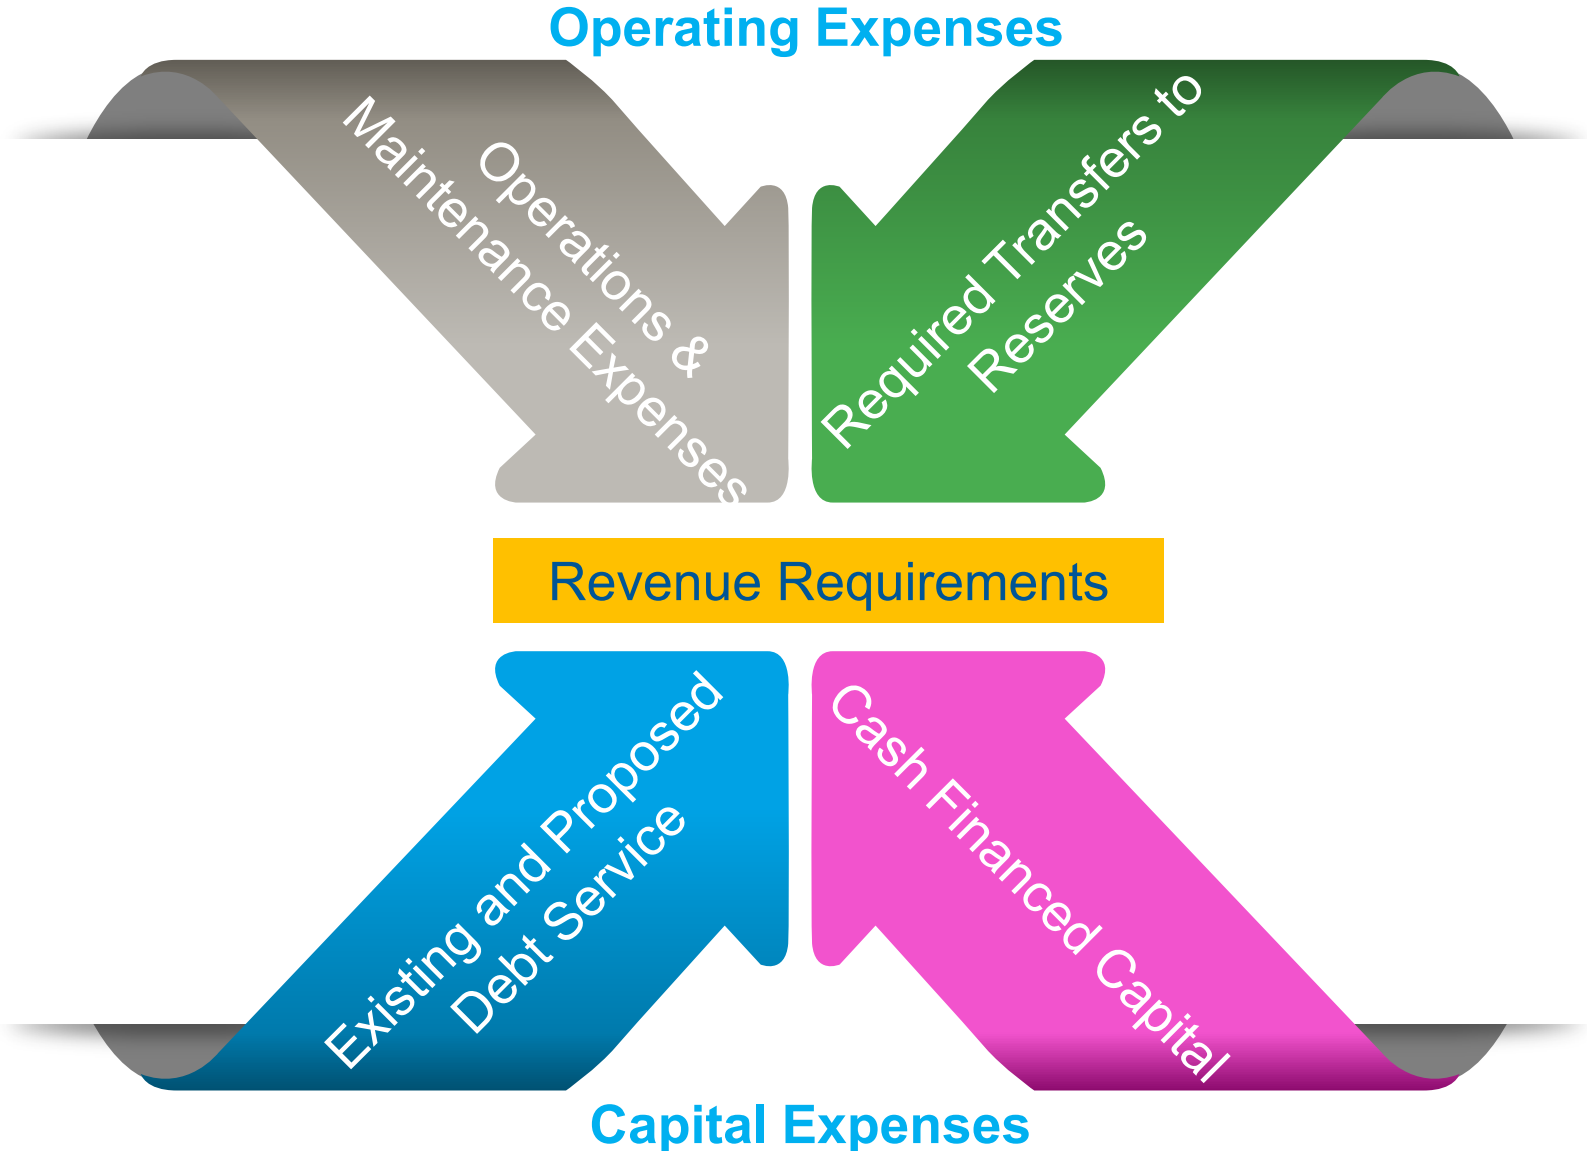 Operating Expenses
Operations &
Maintenance Expenses
Required Transfers to
Reserves
Revenue Requirements
Existing and Proposed
Debt Service
Cash Financed Capital
Capital Expenses